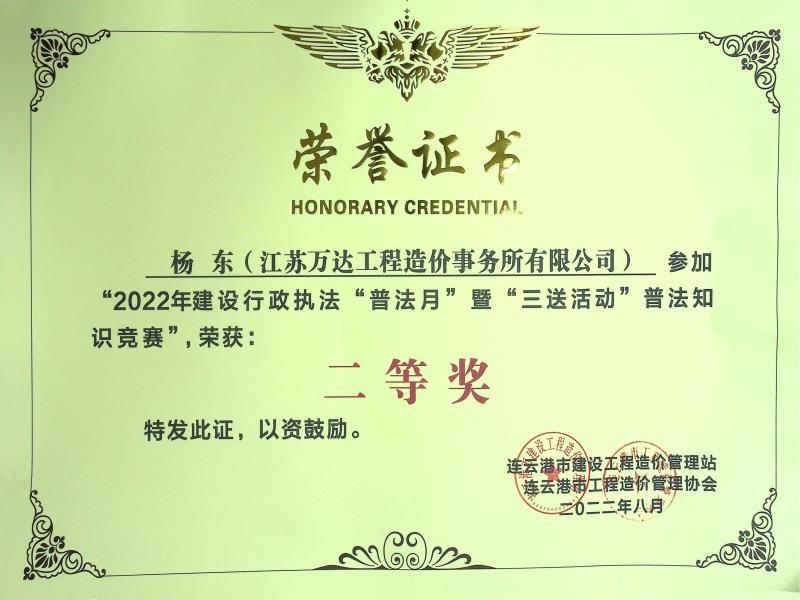 荣誉证书
HONORARY CREDENTIAL
杨 东（江苏万达工程造价事务所有限公司） 参加
“2022年建设行政执法“普法月”暨“三送活动”普法知
识竞赛”,荣获：
二等奖
特发此证，以资鼓励。
连云港市建设工程造价管理站
连云港市工程造价管理协会
二〇二二年八月